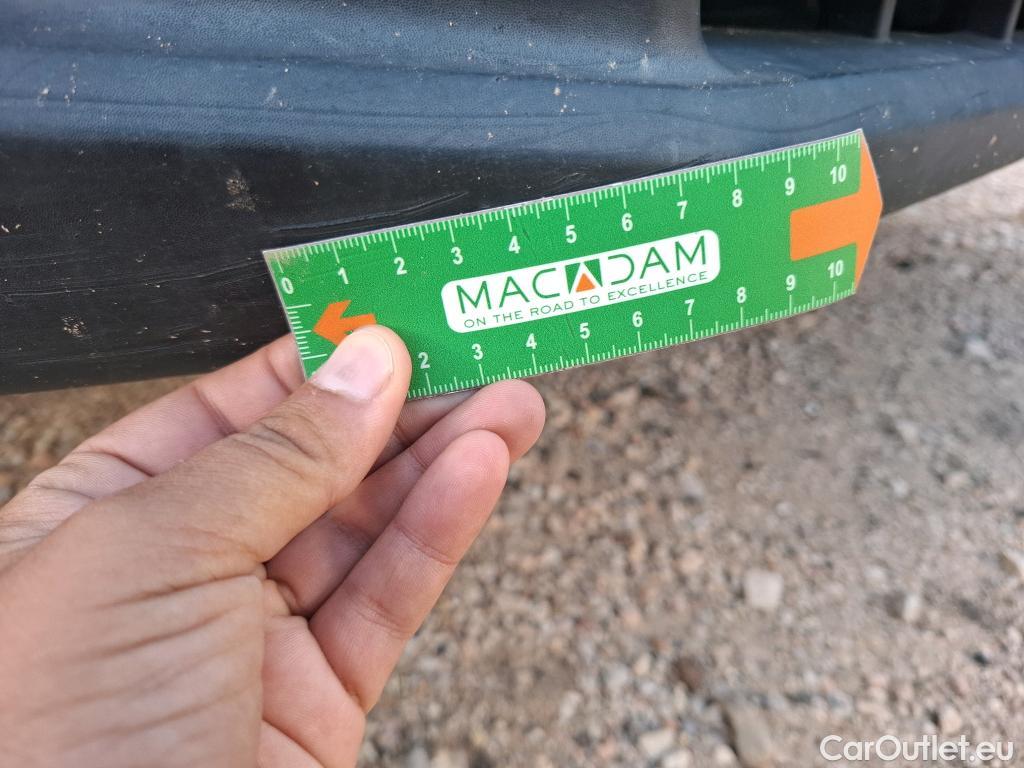 0 1 2 3 4 5 6 7 8 9 10
MACADAM
ON THE ROAD TO EXCELLENCE
2 3 4 5 6 7 8 9 10
CarOutlet.eu